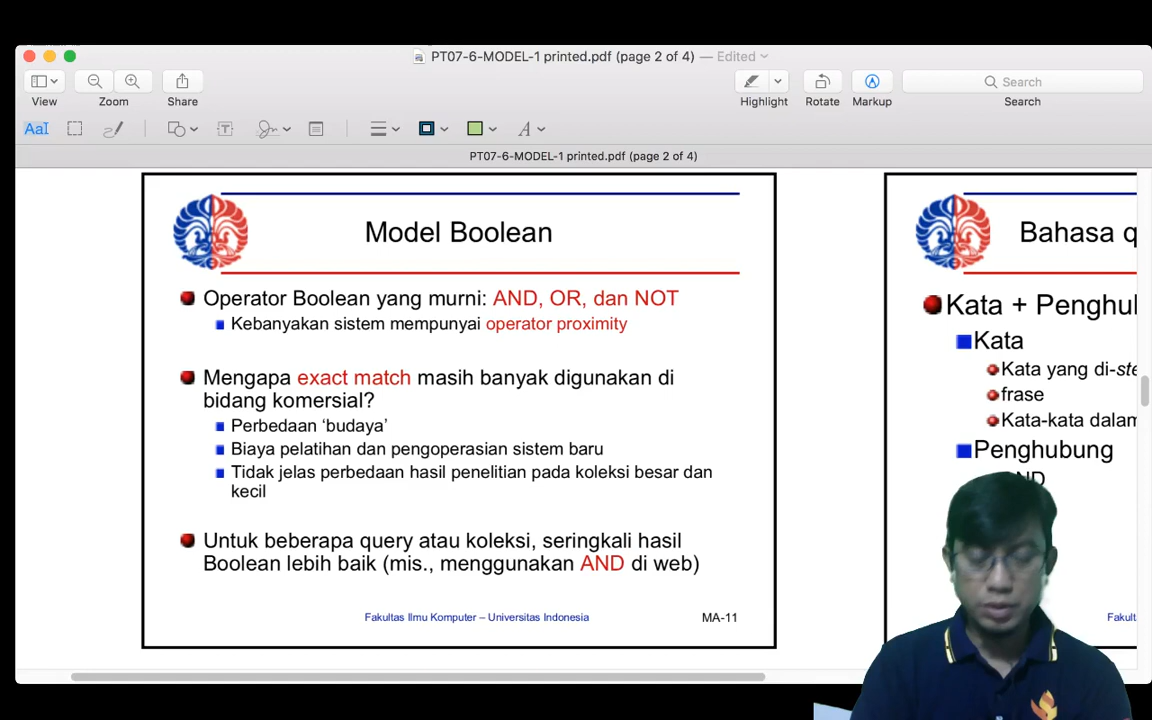 PT07-6-MODEL-1 printed.pdf (page 2 of 4) — Edited
View
Zoom
Share
Highlight
Rotate
Markup
Search
Search
AaI
T
A
PT07-6-MODEL-1 printed.pdf (page 2 of 4)
Model Boolean
Operator Boolean yang murni: AND, OR, dan NOT
Kebanyakan sistem mempunyai operator proximity
Mengapa exact match masih banyak digunakan di
bidang komersial?
Perbedaan ‘budaya’
Biaya pelatihan dan pengoperasian sistem baru
Tidak jelas perbedaan hasil penelitian pada koleksi besar dan
kecil
Untuk beberapa query atau koleksi, seringkali hasil
Boolean lebih baik (mis., menggunakan AND di web)
Fakultas Ilmu Komputer – Universitas Indonesia
MA-11
Bahasa q
Kata + Penghu
Kata
Kata yang di-ste
frase
Kata-kata dalam
Penghubung